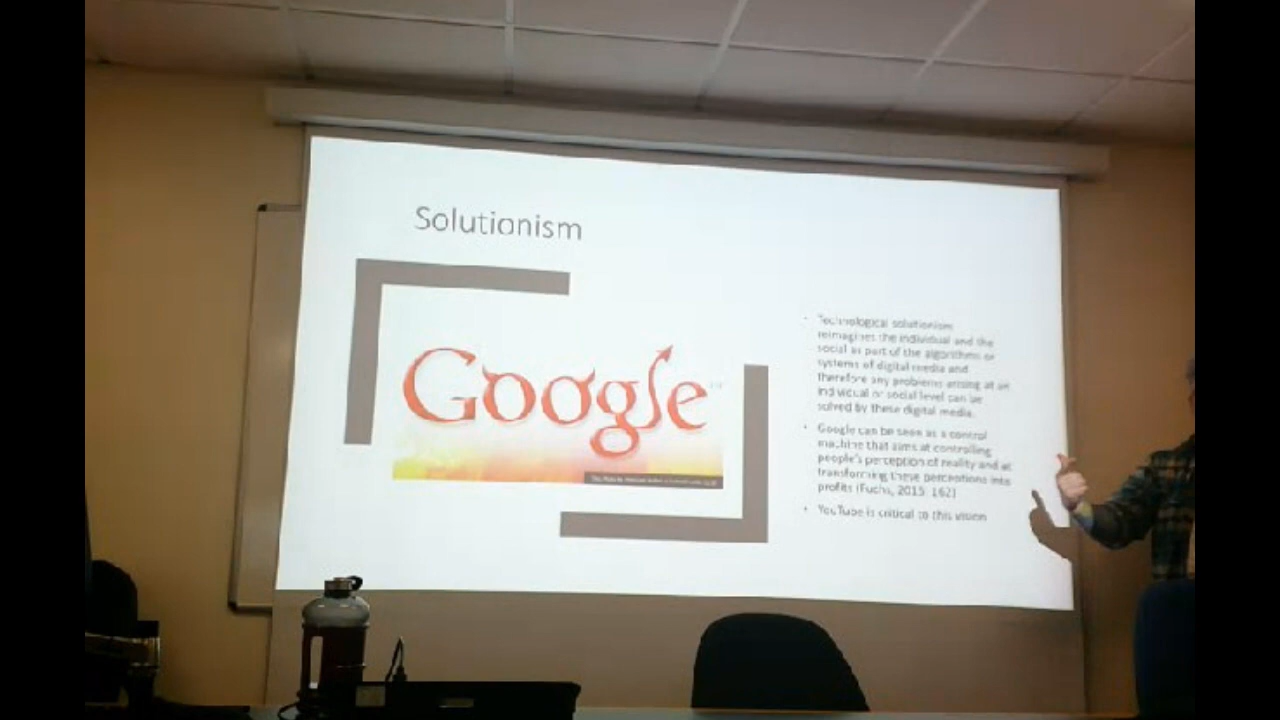 Solutionism
Google
• Technological solutionism
reimagines the individual and the
social as part of the algorithms or
systems of digital media and
therefore any problems arising at an
individual or social level can be
solved by these digital media.
• Google can be seen as a control
machine that aims at controlling
people's perception of reality and at
transforming these perceptions into
profits (Fuchs, 2015: 162)
• YouTube is critical to this vision